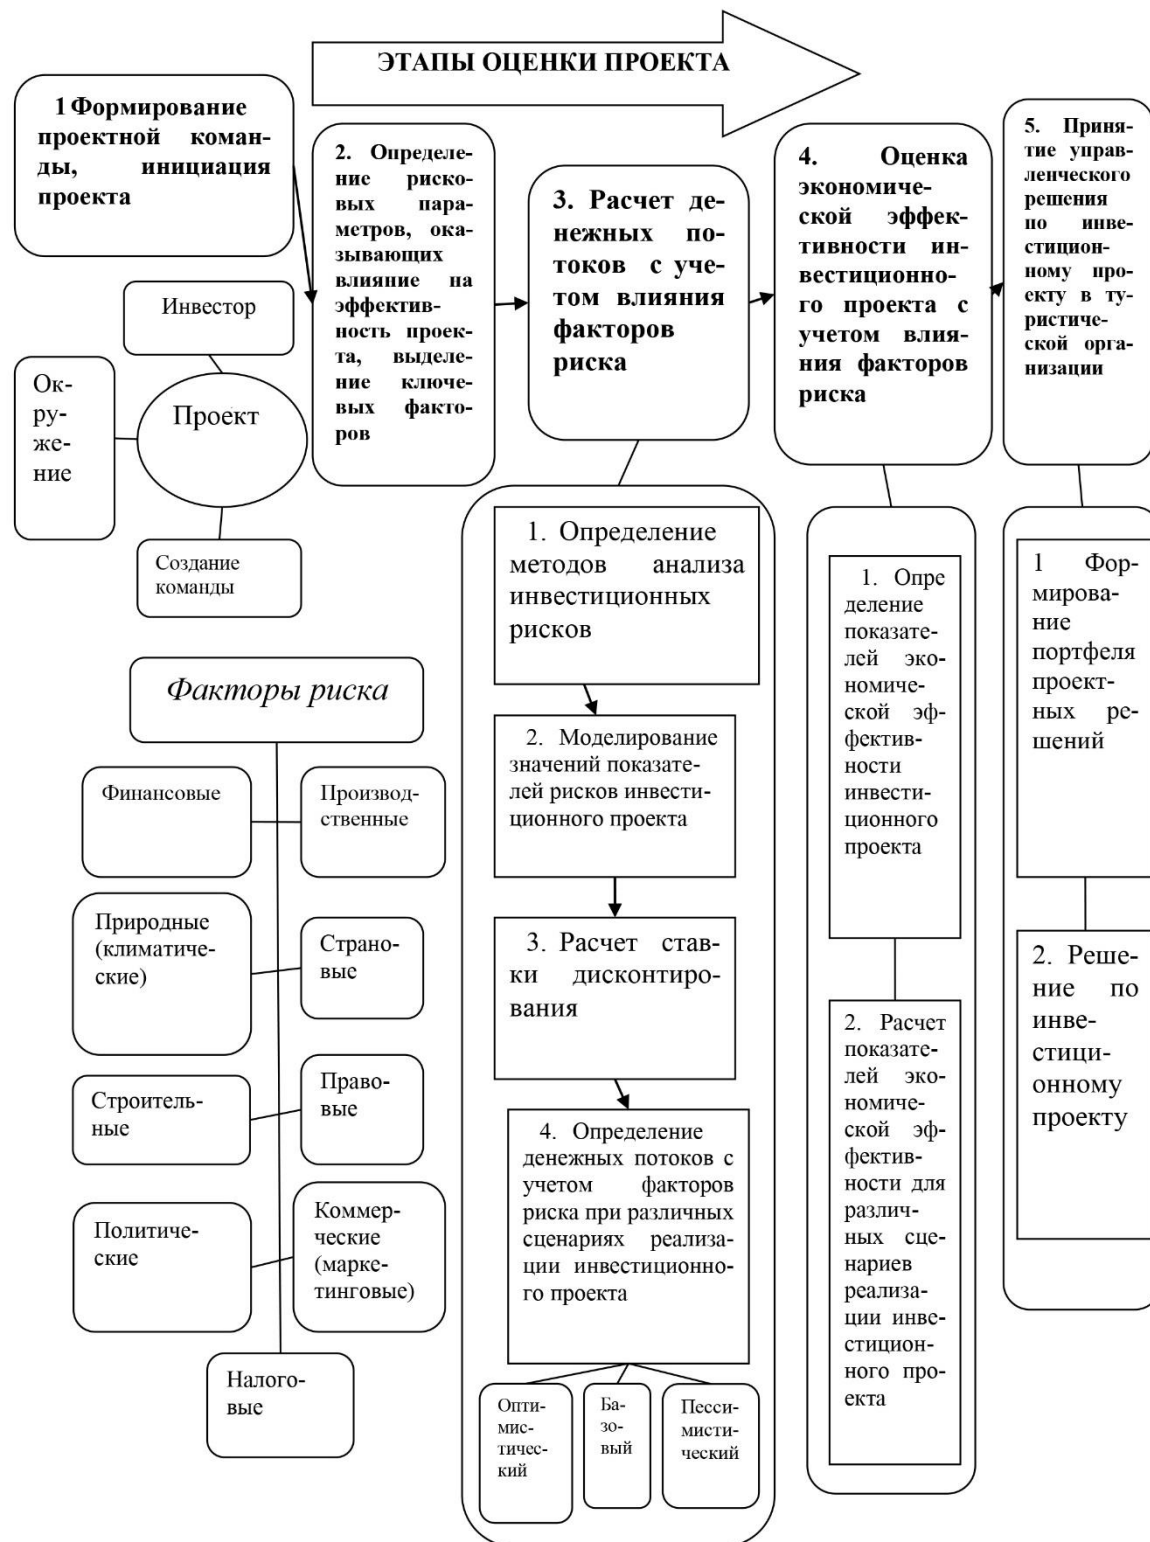 ЭТАПЫ ОЦЕНКИ ПРОЕКТА
1 Формирование
проектной коман-
ды, инициация
проекта
2. Определе-
ние риско-
вых пара-
метров, ока-
зывающих
влияние на
эффектив-
ность проек-
та, выделе-
ние ключе-
вых факто-
ров
3. Расчет де-
нежных по-
токов с уче-
том влияния
факторов
риска
4. Оценка
экономиче-
ской эффек-
тивности ин-
вестиционно-
го проекта с
учетом влия-
ния факторов
риска
5. Приня-
тие управ-
ленческого
решения
по инве-
стицион-
ному про-
екту в ту-
ристиче-
ской орга-
низации
Инвестор
Ок-
ру-
же-
ние
Проект
Создание
команды
Факторы риска
Финансовые
Производ-
ственные
Природные
(климатиче-
ские)
Страно-
вые
Строитель-
ные
Право-
вые
Политиче-
ские
Коммер-
ческие
(марке-
тинговые)
Налого-
вые
1. Определение
методов анализа
инвестиционных
рисков
2. Моделирование
значений показате-
лей рисков инвести-
ционного проекта
3. Расчет став-
ки дисконтиро-
вания
4. Определение
денежных потоков с
учетом факторов
риска при различных
сценариях реализа-
ции инвестиционно-
го проекта
Опти-
мис-
тичес-
кий
Ба-
зо-
вый
Песси-
мисти-
ческий
1. Опре
деление
показате-
лей эко-
номиче-
ской эф-
фектив-
ности
инвести-
ционного
проекта
2. Расчет
показате-
лей эко-
номиче-
ской эф-
фектив-
ности для
различ-
ных сце-
нариев
реализа-
ции инве-
стицион-
ного про-
екта
1 Фор-
мирова-
ние
портфеля
проект-
ных ре-
шений
2. Реше-
ние по
инве-
стици-
онному
проекту